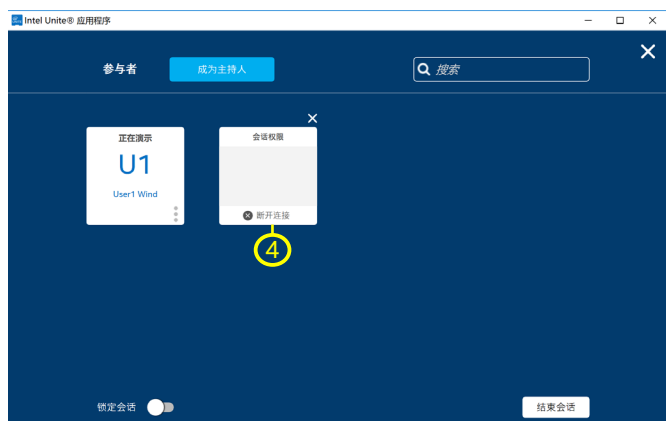 Intel Unite® 应用程序
参与者
成为主持人
搜索
正在演示
U1
User1 Wind
会话权限
断开连接
4
锁定会话
结束会话